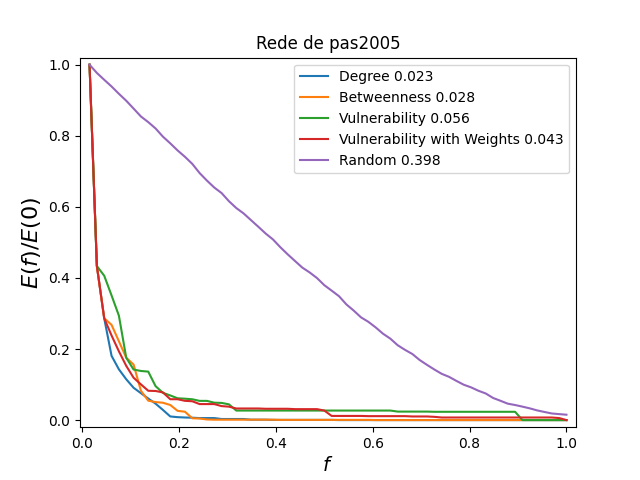 Rede de pas2005
Degree 0.023
Betweenness 0.028
Vulnerability 0.056
Vulnerability with Weights 0.043
Random 0.398
E(f)/E(0)
1.0
0.8
0.6
0.4
0.2
0.0
0.0 0.2 0.4 0.6 0.8 1.0
f